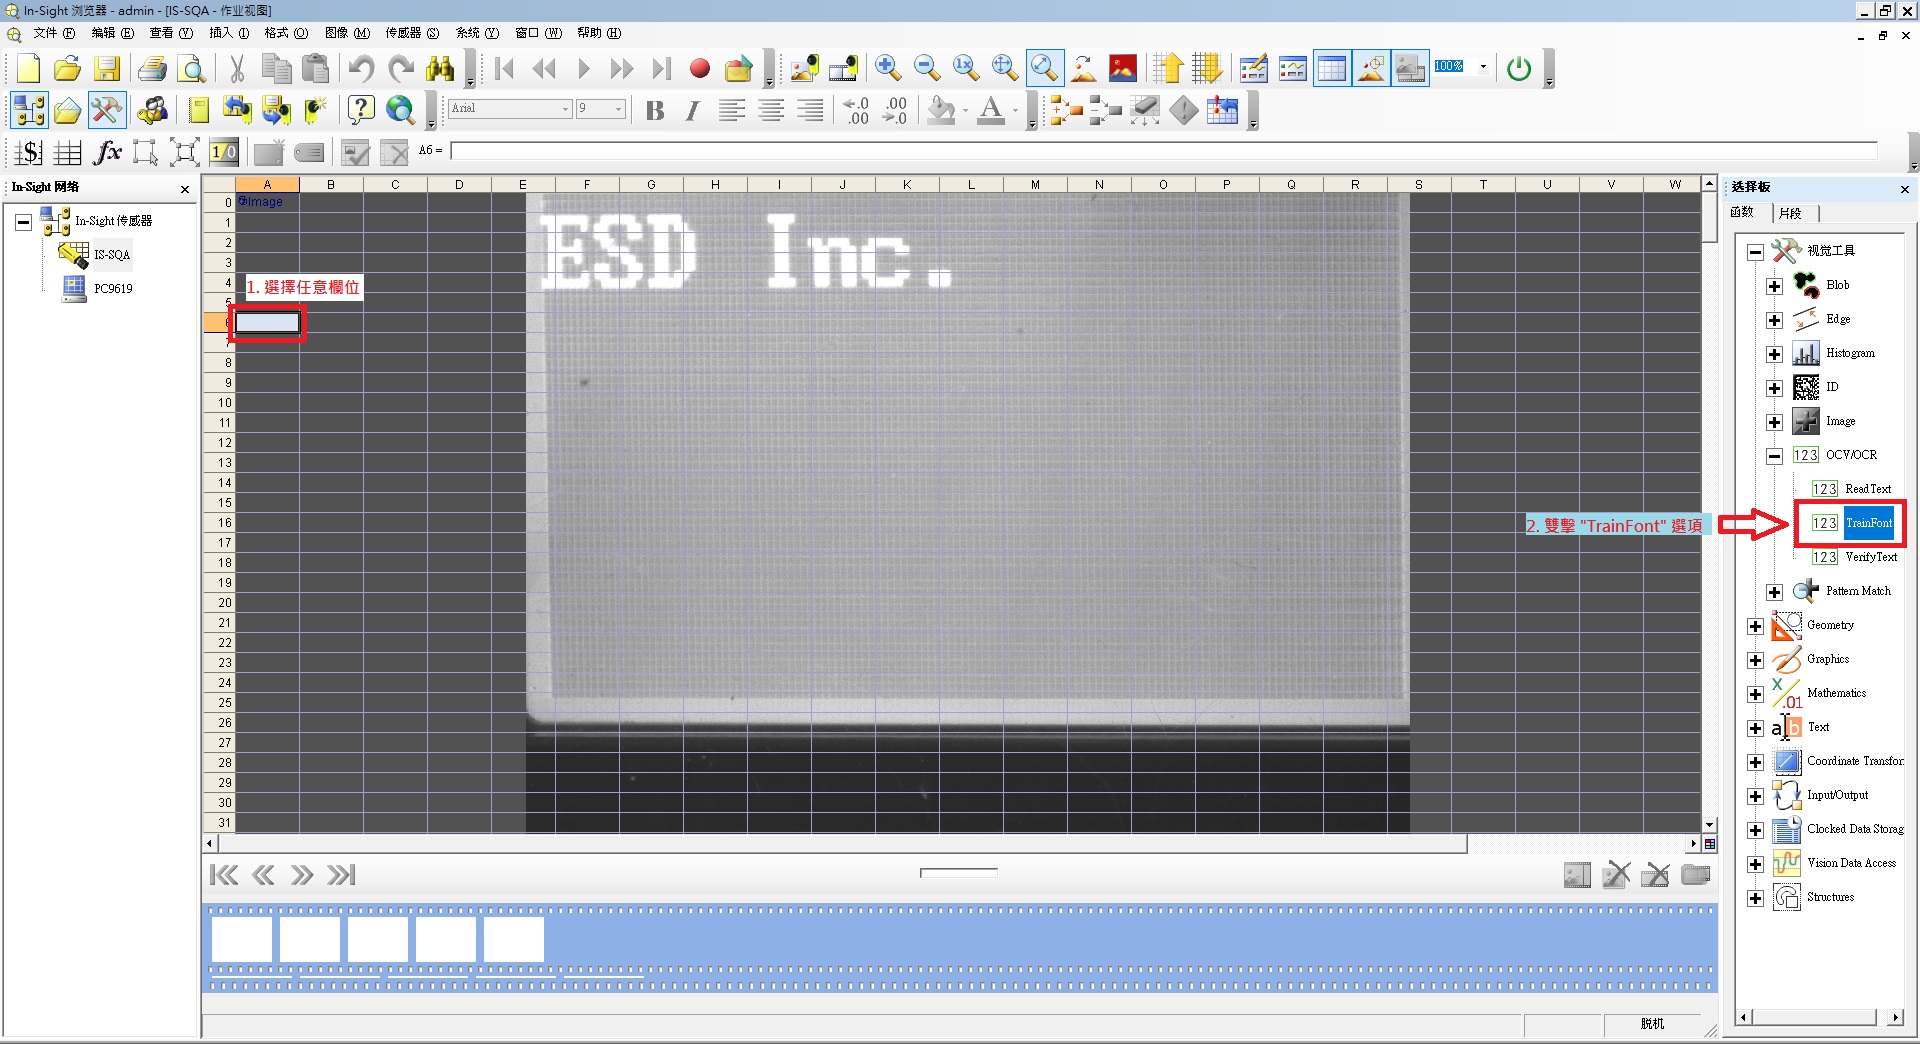 In-Sight 浏览器 - admin - [IS-SQA - 作业视图]
文件 (F) 编辑 (E) 查看 (V) 插入 (I) 格式 (O) 图像 (M) 传感器 (S) 系统 (Y) 窗口 (W) 帮助 (H)
100%
Arial 9
A6 =
In-Sight 网络
In-Sight 传感器
IS-SQA
PC9619
A B C D E F G H I J K L M N O P Q R S T U V W
0 Image
1
2
3
4
5
6
7
8
9
10
11
12
13
14
15
16
17
18
19
20
21
22
23
24
25
26
27
28
29
30
31
ESD Inc.
1. 選擇任意欄位
2. 雙擊 "TrainFont" 選項
选择板
函数 片段
视觉工具
Blob
Edge
Histogram
ID
Image
123 OCV/OCR
123 ReadText
123 TrainFont
123 VerifyText
Pattern Match
Geometry
Graphics
Mathematics
Text
Coordinate Transfor
Input/Output
Clocked Data Storag
Vision Data Access
Structures
脱机